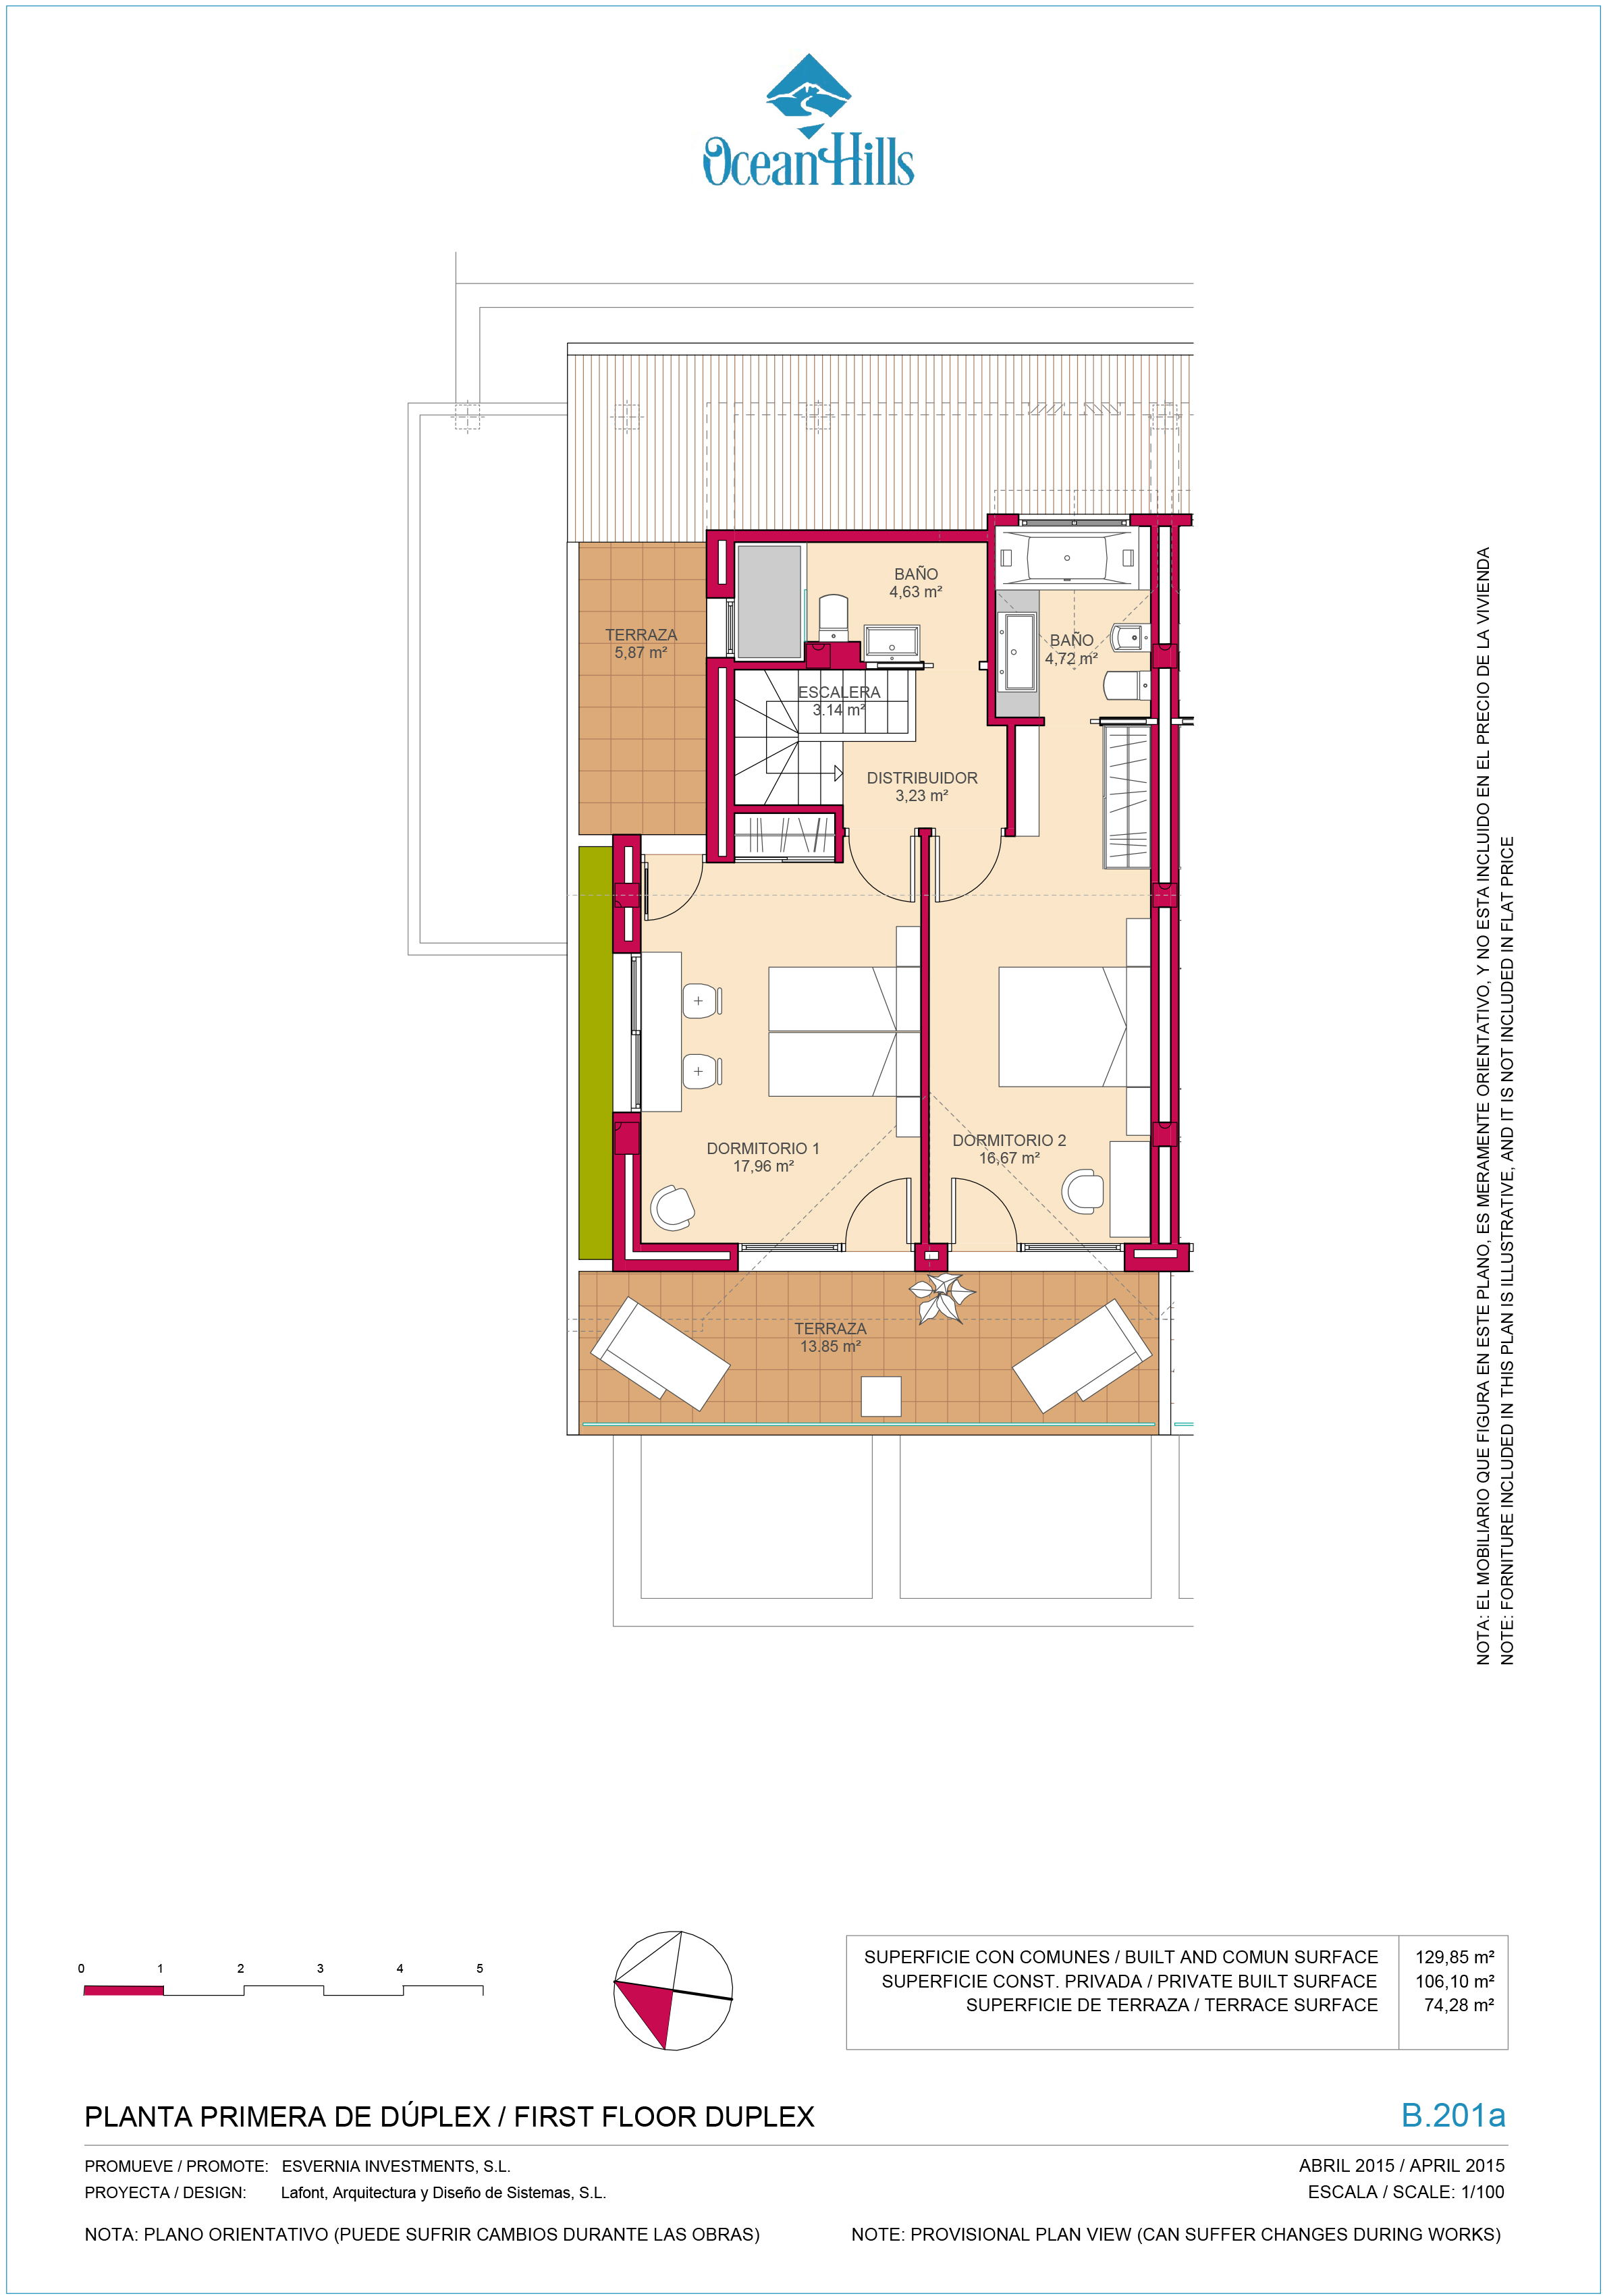 OceanHills
BAÑO
4,63 m²
TERRAZA
5,87 m²
BAÑO
4,72 m²
ESCALERA
3.14 m²
DISTRIBUIDOR
3,23 m²
DORMITORIO 1
17,96 m²
DORMITORIO 2
16,67 m²
TERRAZA
13.85 m²
NOTA: EL MOBILIARIO QUE FIGURA EN ESTE PLANO, ES MERAMENTE ORIENTATIVO, Y NO ESTA INCLUIDO EN EL PRECIO DE LA VIVIENDA
NOTE: FORNITURE INCLUDED IN THIS PLAN IS ILLUSTRATIVE, AND IT IS NOT INCLUDED IN FLAT PRICE
0 1 2 3 4 5
SUPERFICIE CON COMUNES / BUILT AND COMUN SURFACE 129,85 m²
SUPERFICIE CONST. PRIVADA / PRIVATE BUILT SURFACE 106,10 m²
SUPERFICIE DE TERRAZA / TERRACE SURFACE 74,28 m²
PLANTA PRIMERA DE DÚPLEX / FIRST FLOOR DUPLEX B.201a
PROMUEVE / PROMOTE: ESVERNIA INVESTMENTS, S.L. ABRIL 2015 / APRIL 2015
PROYECTA / DESIGN: Lafont, Arquitectura y Diseño de Sistemas, S.L. ESCALA / SCALE: 1/100
NOTA: PLANO ORIENTATIVO (PUEDE SUFRIR CAMBIOS DURANTE LAS OBRAS) NOTE: PROVISIONAL PLAN VIEW (CAN SUFFER CHANGES DURING WORKS)